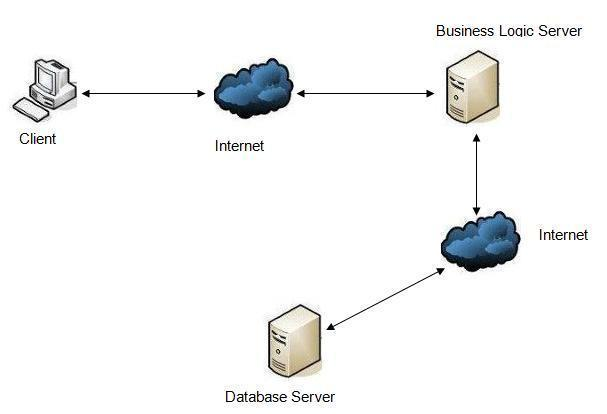 Business Logic Server
Client
Internet
Internet
Database Server